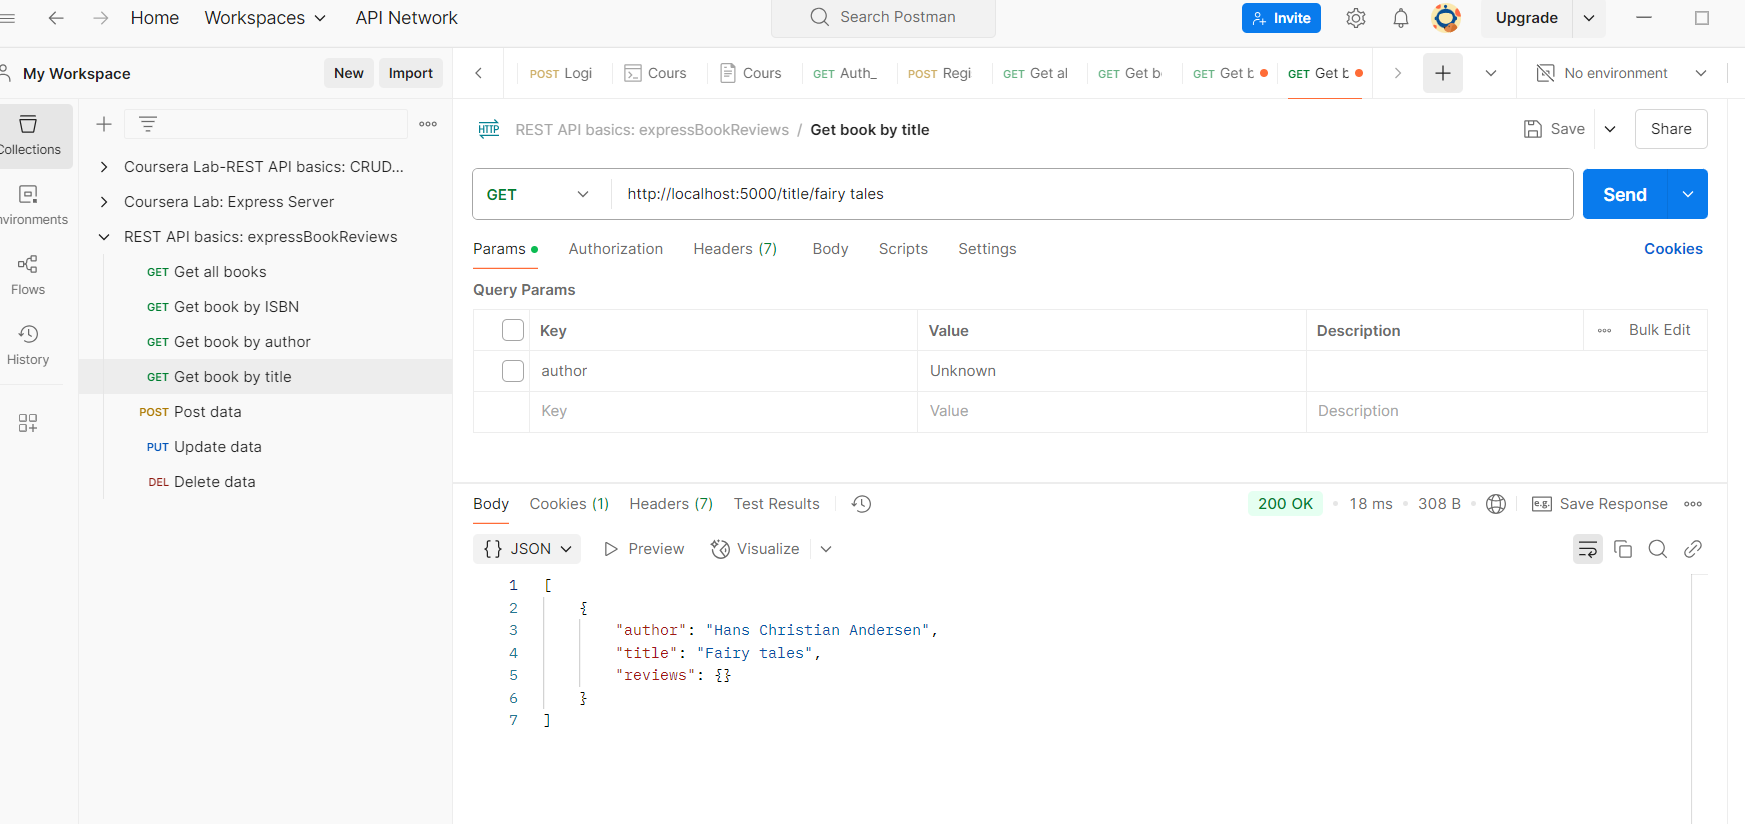 Home Workspaces API Network Search Postman Invite Upgrade
My Workspace New Import POST Logi Cours Cours GET Auth_ POST Regi GET Get al GET Get b GET Get b GET Get b No environment
Collections
Environments
Flows
History
Coursera Lab-REST API basics: CRUD...
Coursera Lab: Express Server
REST API basics: expressBookReviews
GET Get all books
GET Get book by ISBN
GET Get book by author
GET Get book by title
POST Post data
PUT Update data
DEL Delete data
HTTP REST API basics: expressBookReviews / Get book by title Save Share
GET http://localhost:5000/title/fairy tales Send
Params Authorization Headers (7) Body Scripts Settings Cookies
Query Params
Key Value Description Bulk Edit
author Unknown
Key Value Description
Body Cookies (1) Headers (7) Test Results 200 OK 18 ms 308 B e.g. Save Response
{} JSON Preview Visualize
1 [
2 {
3 "author": "Hans Christian Andersen",
4 "title": "Fairy tales",
5 "reviews": {}
6 }
7 ]